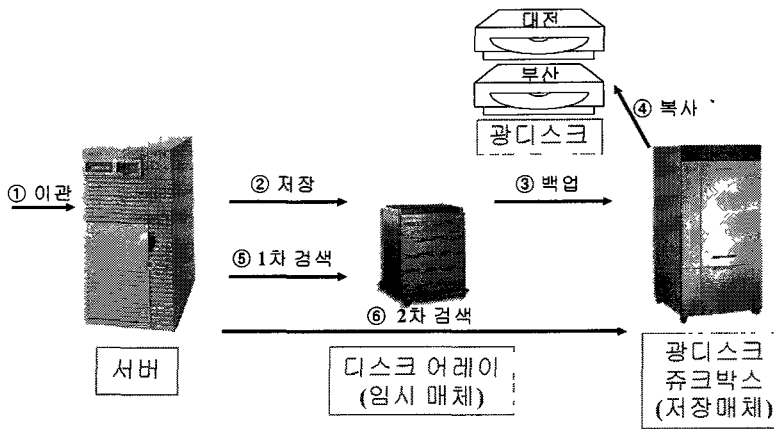 대전
부산
광디스크
④ 복사
① 이관
② 저장
③ 백업
⑤ 1차 검색
⑥ 2차 검색
서버
디스크 어레이
(임시 매체)
광디스크
쥬크박스
(저장매체)